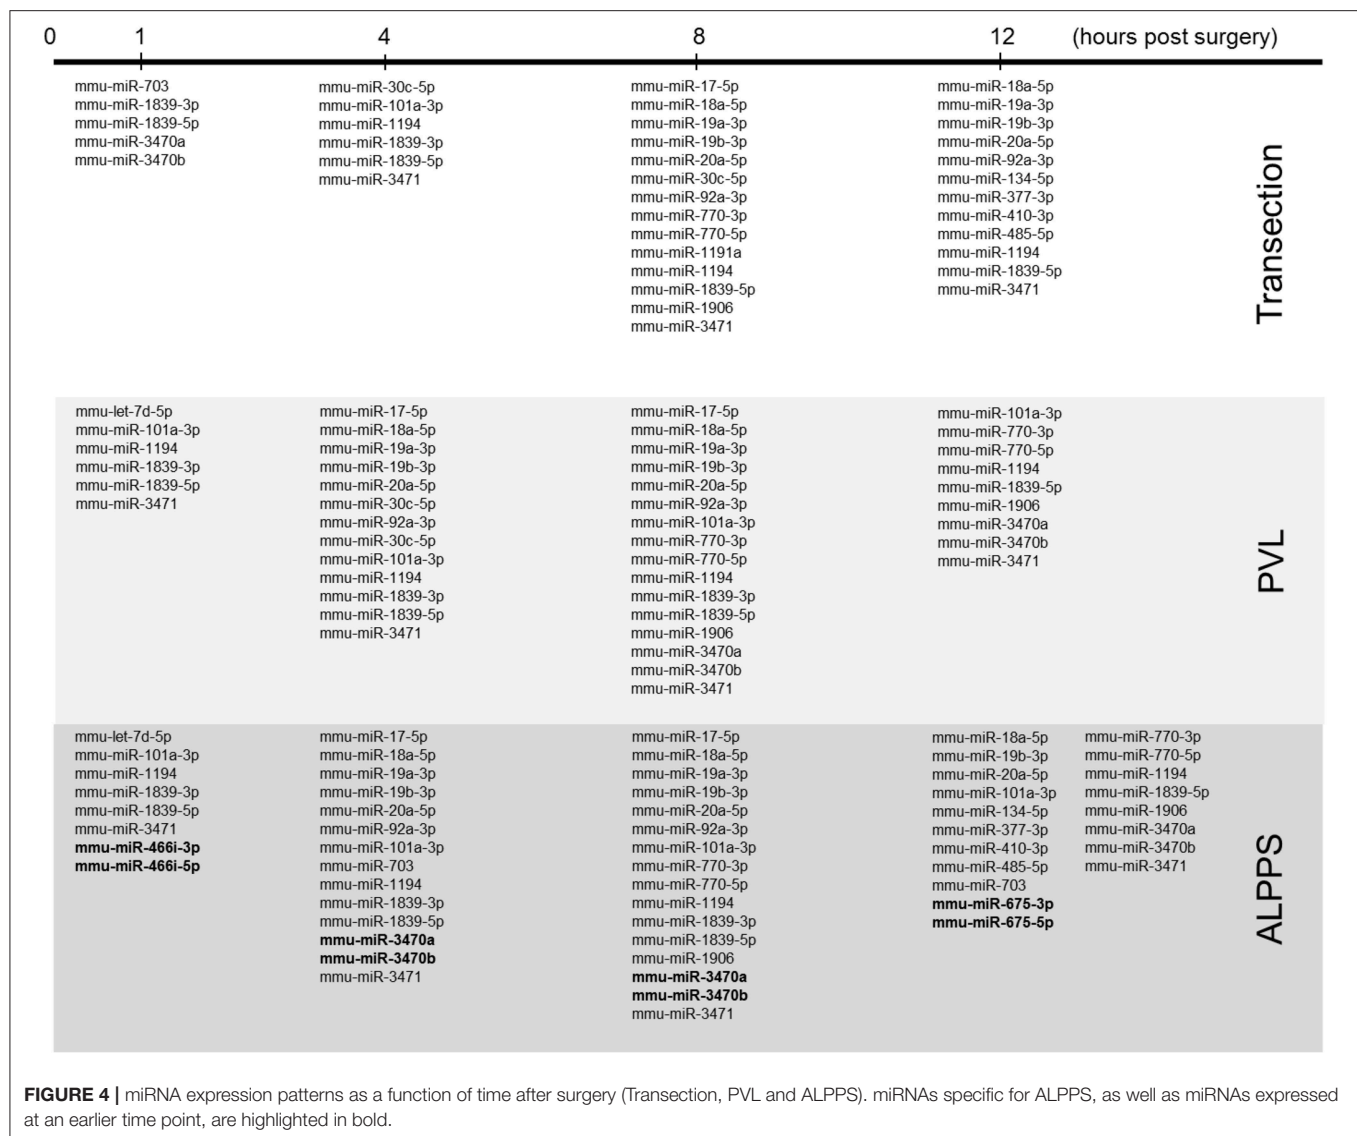 0 1 4 8 12 (hours post surgery)
mmu-miR-703
mmu-miR-1839-3p
mmu-miR-1839-5p
mmu-miR-3470a
mmu-miR-3470b
mmu-miR-30c-5p
mmu-miR-101a-3p
mmu-miR-1194
mmu-miR-1839-3p
mmu-miR-1839-5p
mmu-miR-3471
mmu-miR-17-5p
mmu-miR-18a-5p
mmu-miR-19a-3p
mmu-miR-19b-3p
mmu-miR-20a-5p
mmu-miR-30c-5p
mmu-miR-92a-3p
mmu-miR-770-3p
mmu-miR-770-5p
mmu-miR-1191a
mmu-miR-1194
mmu-miR-1839-5p
mmu-miR-1906
mmu-miR-3471
mmu-miR-18a-5p
mmu-miR-19a-3p
mmu-miR-19b-3p
mmu-miR-20a-5p
mmu-miR-92a-3p
mmu-miR-134-5p
mmu-miR-377-3p
mmu-miR-410-3p
mmu-miR-485-5p
mmu-miR-1194
mmu-miR-1839-5p
mmu-miR-3471
Transection
mmu-let-7d-5p
mmu-miR-101a-3p
mmu-miR-1194
mmu-miR-1839-3p
mmu-miR-1839-5p
mmu-miR-3471
mmu-miR-17-5p
mmu-miR-18a-5p
mmu-miR-19a-3p
mmu-miR-19b-3p
mmu-miR-20a-5p
mmu-miR-30c-5p
mmu-miR-92a-3p
mmu-miR-30c-5p
mmu-miR-101a-3p
mmu-miR-1194
mmu-miR-1839-3p
mmu-miR-1839-5p
mmu-miR-3471
mmu-miR-17-5p
mmu-miR-18a-5p
mmu-miR-19a-3p
mmu-miR-19b-3p
mmu-miR-20a-5p
mmu-miR-92a-3p
mmu-miR-101a-3p
mmu-miR-770-3p
mmu-miR-770-5p
mmu-miR-1194
mmu-miR-1839-3p
mmu-miR-1839-5p
mmu-miR-1906
mmu-miR-3470a
mmu-miR-3470b
mmu-miR-3471
mmu-miR-101a-3p
mmu-miR-770-3p
mmu-miR-770-5p
mmu-miR-1194
mmu-miR-1839-5p
mmu-miR-1906
mmu-miR-3470a
mmu-miR-3470b
mmu-miR-3471
PVL
mmu-let-7d-5p
mmu-miR-101a-3p
mmu-miR-1194
mmu-miR-1839-3p
mmu-miR-1839-5p
mmu-miR-3471
mmu-miR-466i-3p
mmu-miR-466i-5p
mmu-miR-17-5p
mmu-miR-18a-5p
mmu-miR-19a-3p
mmu-miR-19b-3p
mmu-miR-20a-5p
mmu-miR-92a-3p
mmu-miR-101a-3p
mmu-miR-703
mmu-miR-1194
mmu-miR-1839-3p
mmu-miR-1839-5p
mmu-miR-3470a
mmu-miR-3470b
mmu-miR-3471
mmu-miR-17-5p
mmu-miR-18a-5p
mmu-miR-19a-3p
mmu-miR-19b-3p
mmu-miR-20a-5p
mmu-miR-92a-3p
mmu-miR-101a-3p
mmu-miR-770-3p
mmu-miR-770-5p
mmu-miR-1194
mmu-miR-1839-3p
mmu-miR-1839-5p
mmu-miR-1906
mmu-miR-3470a
mmu-miR-3470b
mmu-miR-3471
mmu-miR-18a-5p
mmu-miR-19b-3p
mmu-miR-20a-5p
mmu-miR-101a-3p
mmu-miR-134-5p
mmu-miR-377-3p
mmu-miR-410-3p
mmu-miR-485-5p
mmu-miR-703
mmu-miR-675-3p
mmu-miR-675-5p
mmu-miR-770-3p
mmu-miR-770-5p
mmu-miR-1194
mmu-miR-1839-5p
mmu-miR-1906
mmu-miR-3470a
mmu-miR-3470b
mmu-miR-3471
ALPPS
FIGURE 4 | miRNA expression patterns as a function of time after surgery (Transection, PVL and ALPPS). miRNAs specific for ALPPS, as well as miRNAs expressed
at an earlier time point, are highlighted in bold.